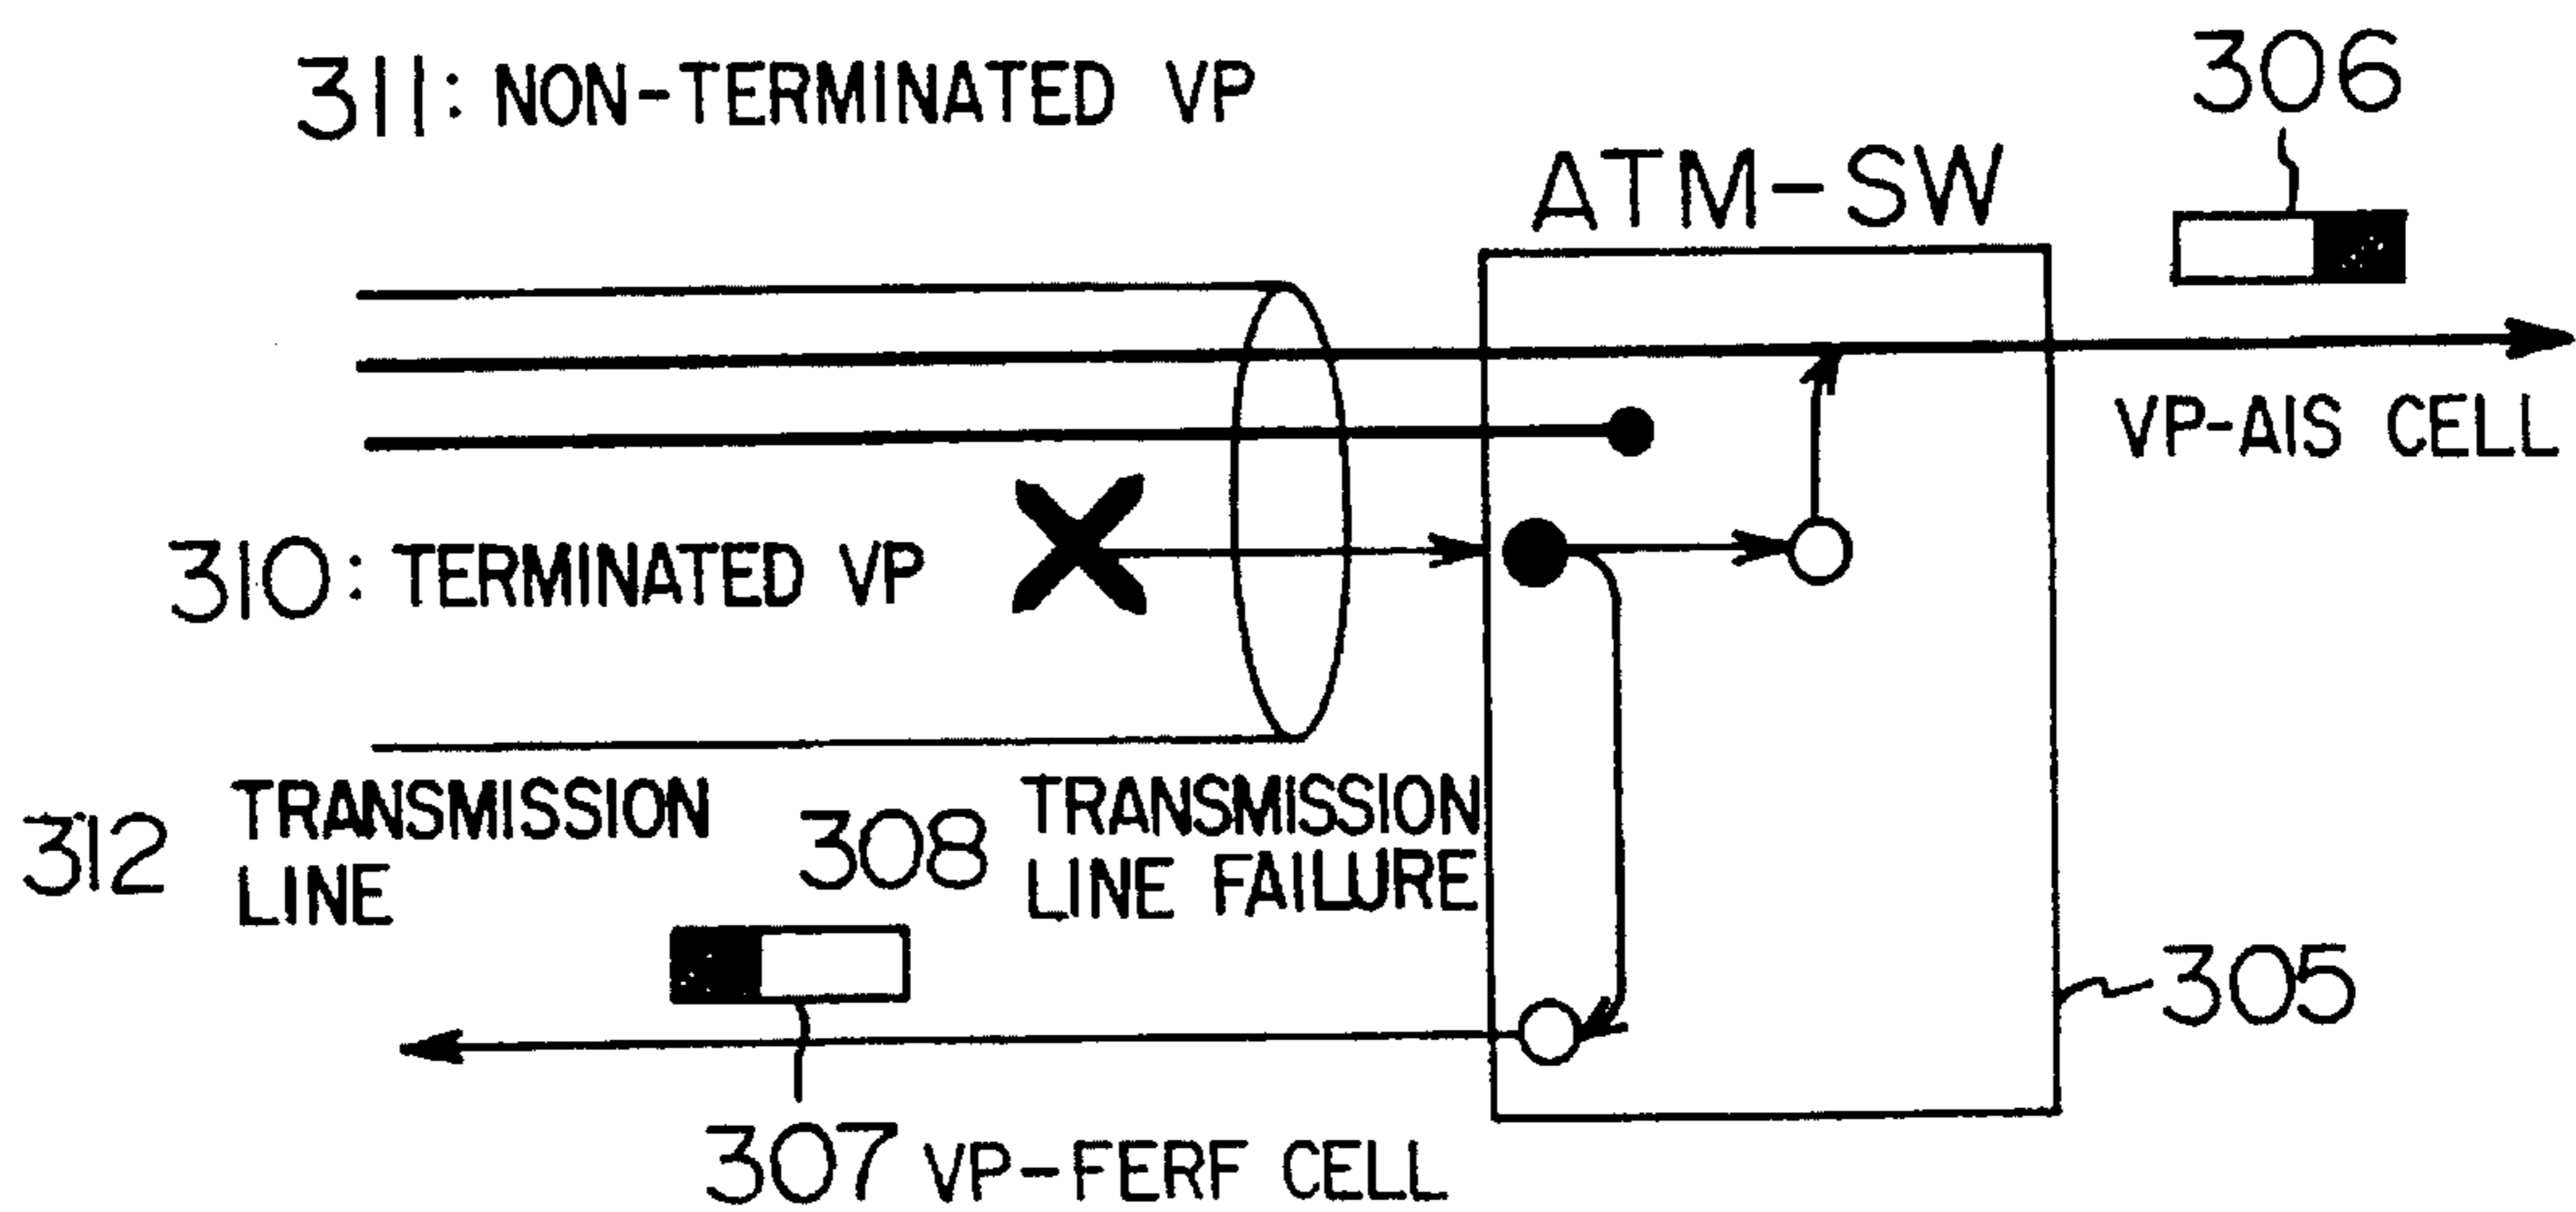 311: NON-TERMINATED VP
306
ATM-SW
VP-AIS CELL
310: TERMINATED VP
312 TRANSMISSION LINE
308 TRANSMISSION LINE FAILURE
305
307 VP-FERF CELL